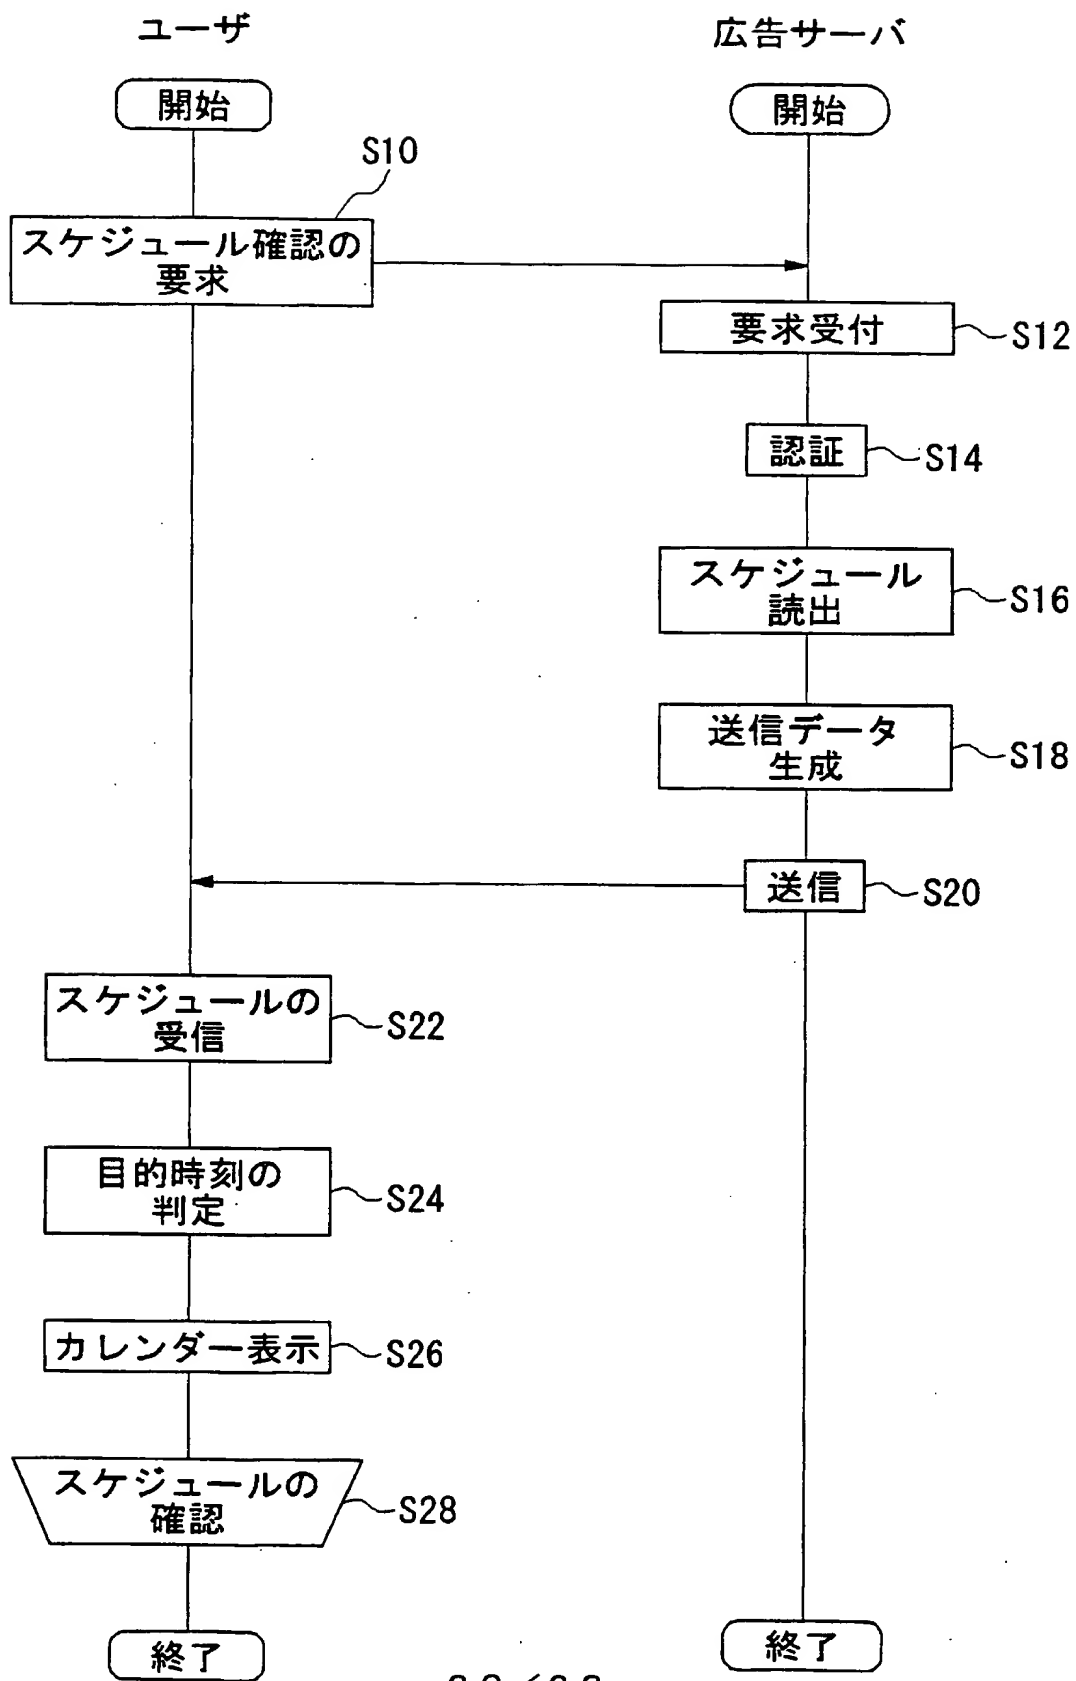 ユーザ
広告サーバ
開始
開始
S10
スケジュール確認の
要求
要求受付
S12
認証
S14
スケジュール
読出
S16
送信データ
生成
S18
送信
S20
スケジュールの
受信
S22
目的時刻の
判定
S24
カレンダー表示
S26
スケジュールの
確認
S28
終了
終了